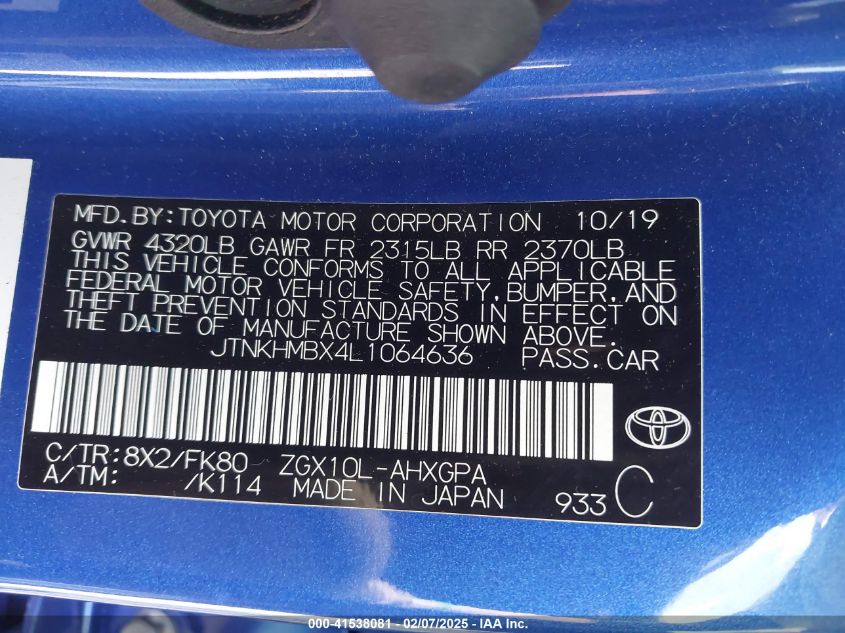 MFD.BY:TOYOTA MOTOR CORPORATION 10/19
GVWR 4320LB GAWR FR 2315LB RR 2370LB
THIS VEHICLE CONFORMS TO ALL APPLICABLE
FEDERAL MOTOR VEHICLE SAFETY,BUMPER,AND
THEFT PREVENTION STANDARDS IN EFFECT ON
THE DATE OF MANUFACTURE SHOWN ABOVE.
JTNKHMBX4L1064636 PASS.CAR
C/TR:8X2/FK80 ZGX10L-AHXGPA
A/TM: /K114 MADE IN JAPAN 933 C
000-41538081 - 02/07/2025 - IAA Inc.